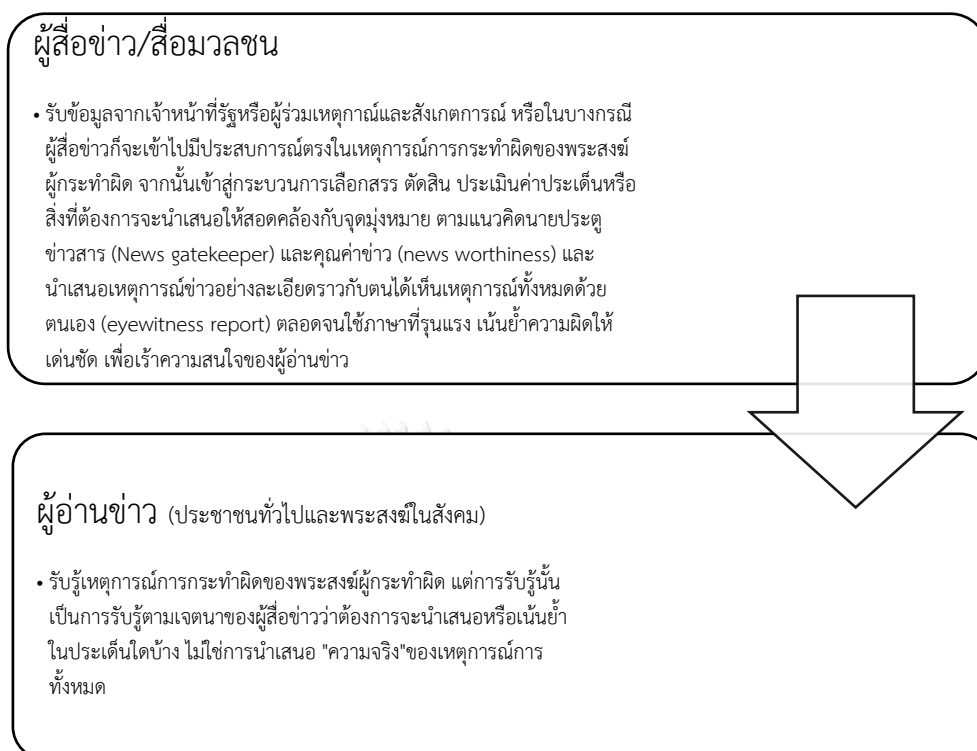 ผู้สื่อข่าว/สื่อมวลชน
• รับข้อมูลจากเจ้าหน้าที่รัฐหรือผู้ร่วมเหตุกาณ์และสังเกตการณ์ หรือในบางกรณี
ผู้สื่อข่าวก็จะเข้าไปมีประสบการณ์ตรงในเหตุการณ์การกระทำผิดของพระสงฆ์
ผู้กระทำผิด จากนั้นเข้าสู่กระบวนการเลือกสรร ตัดสิน ประเมินค่าประเด็นหรือ
สิ่งที่ต้องการจะนำเสนอให้สอดคล้องกับจุดมุ่งหมาย ตามแนวคิดนายประตู
ข่าวสาร (News gatekeeper) และคุณค่าข่าว (news worthiness) และ
นำเสนอเหตุการณ์ข่าวอย่างละเอียดราวกับตนได้เห็นเหตุการณ์ทั้งหมดด้วย
ตนเอง (eyewitness report) ตลอดจนใช้ภาษาที่รุนแรง เน้นย้ำความผิดให้
เด่นชัด เพื่อเร้าความสนใจของผู้อ่านข่าว
ผู้อ่านข่าว (ประชาชนทั่วไปและพระสงฆ์ในสังคม)
• รับรู้เหตุการณ์การกระทำผิดของพระสงฆ์ผู้กระทำผิด แต่การรับรู้นั้น
เป็นการรับรู้ตามเจตนาของผู้สื่อข่าวว่าต้องการจะนำเสนอหรือเน้นย้ำ
ในประเด็นใดบ้าง ไม่ใช่การนำเสนอ "ความจริง"ของเหตุการณ์การ
ทั้งหมด